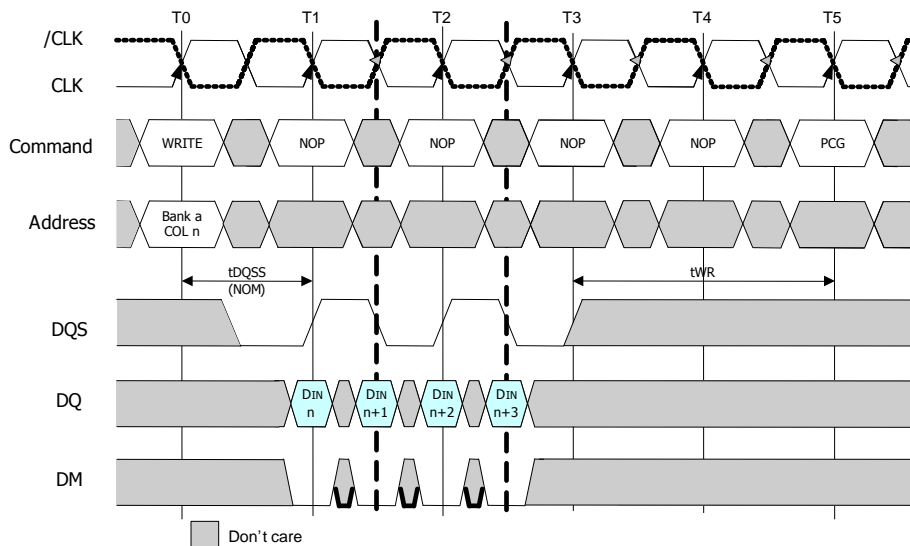 T0 T1 T2 T3 T4 T5
/CLK
CLK
Command WRITE NOP NOP NOP NOP PCG
Address Bank a
COL n
tDQSS
(NOM)
tWR
DQS
DQ DIN
n DIN
n+1 DIN
n+2 DIN
n+3
DM
Don't care